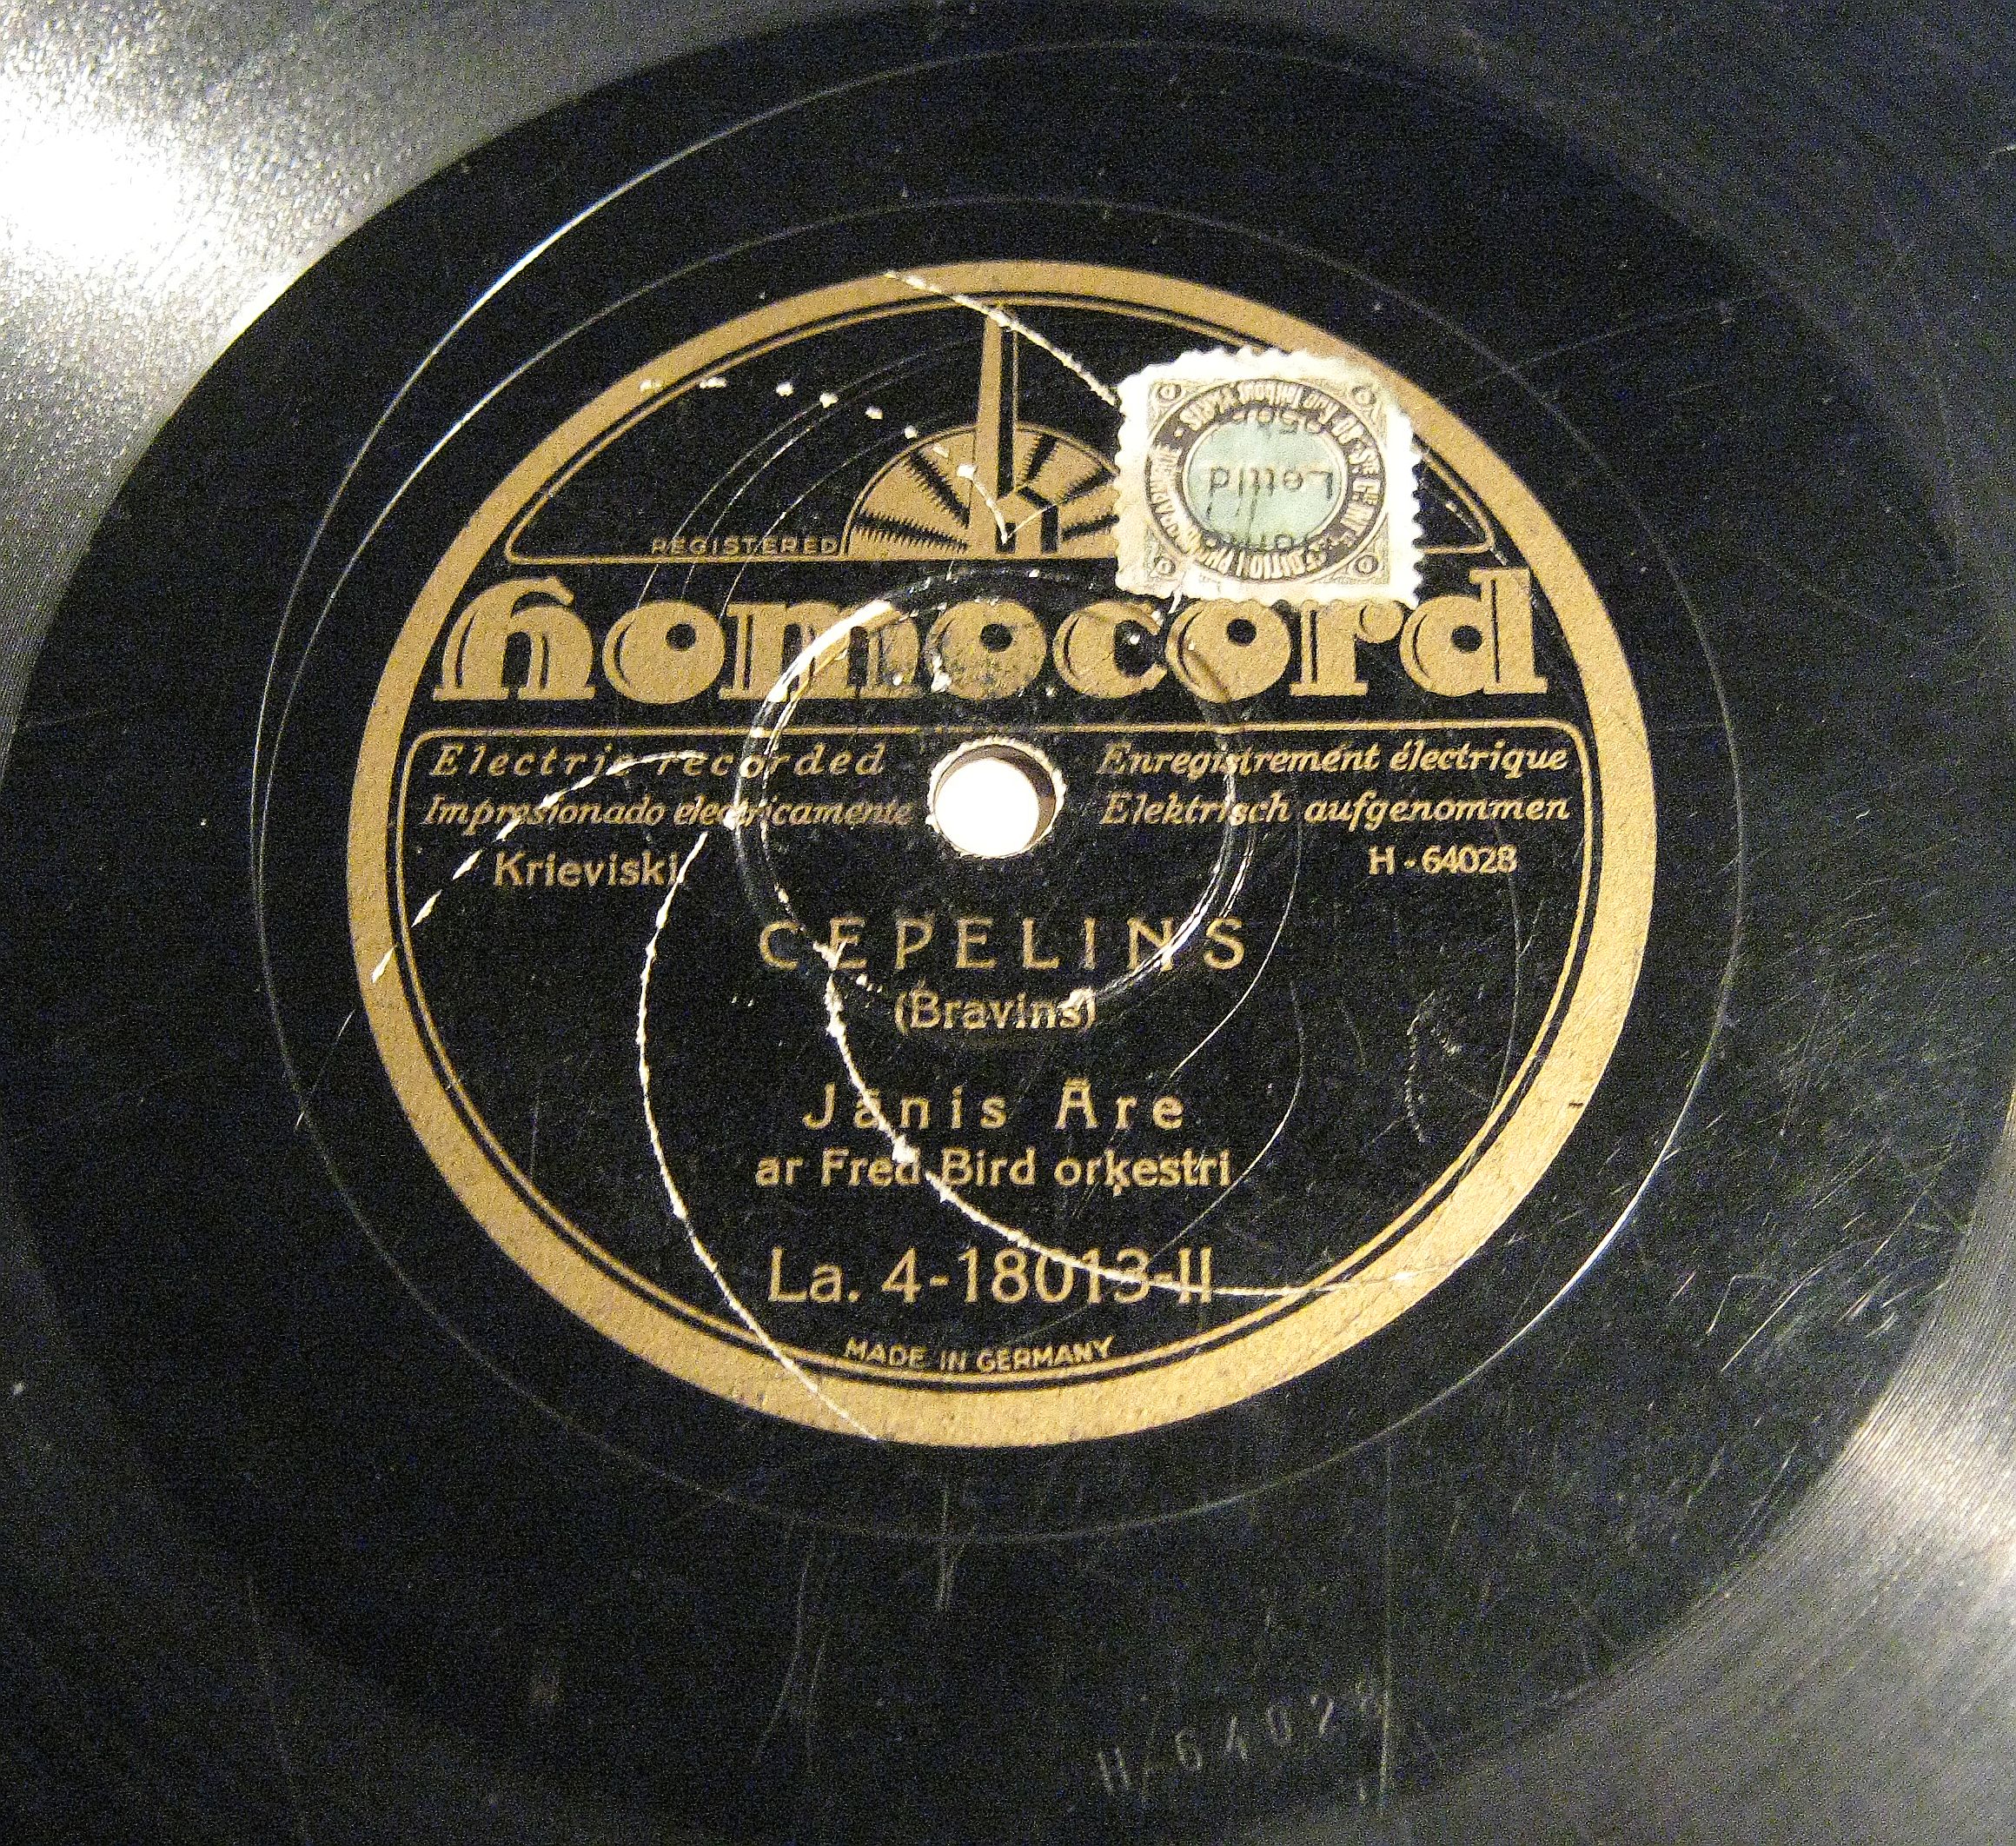 REGISTERED
homocord
Electric recorded
Enregistrement électrique
Impresionado electricamente
Elektrisch aufgenommen
Krieviski
H-64028
CEPELINS
(Bravins)
Jānis Āre
ar Fred Bird orķestri
La. 4-18013-II
MADE IN GERMANY
H-64028